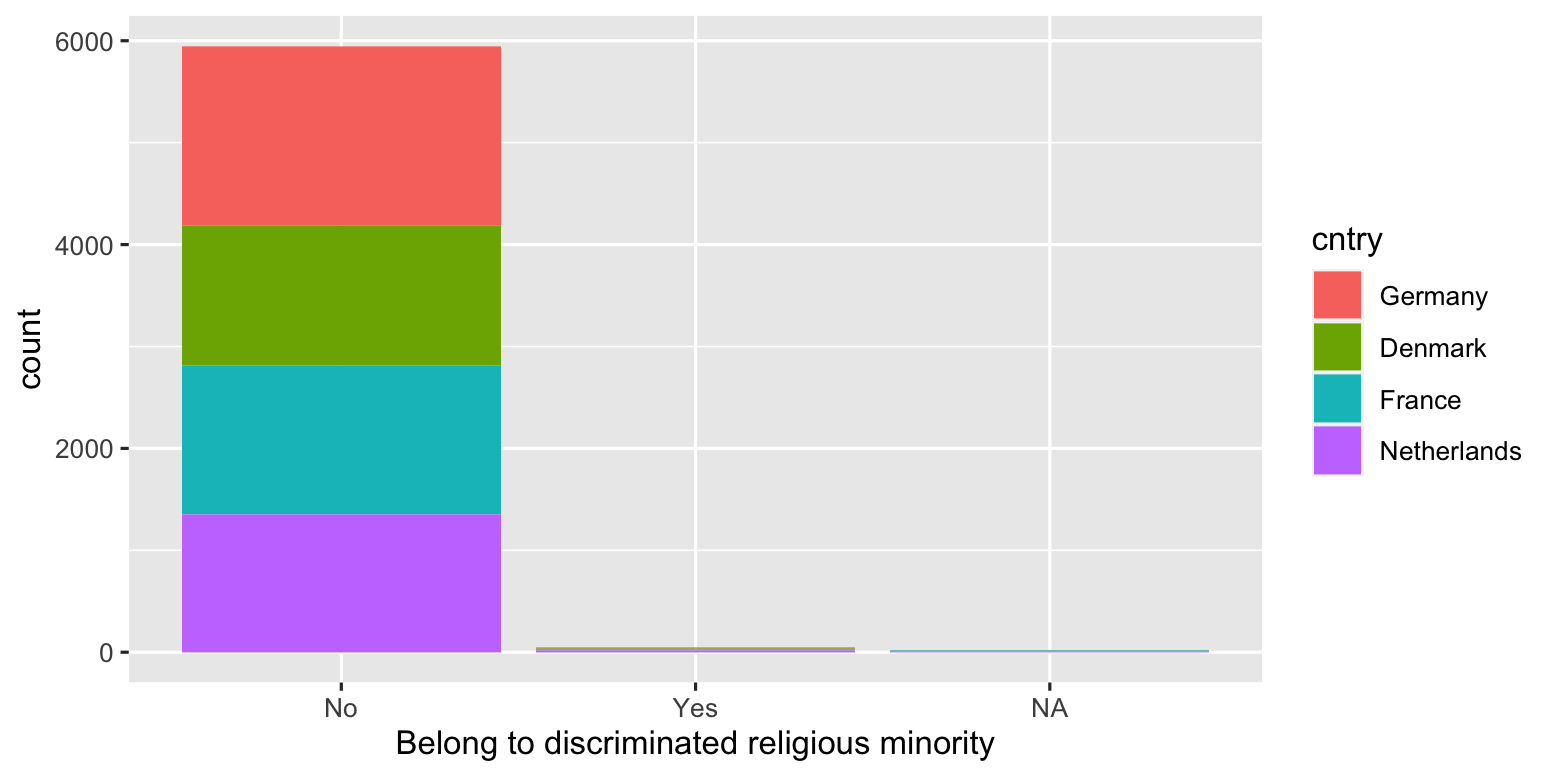 6000
4000
2000
0
count
No Yes NA
Belong to discriminated religious minority
cntry
Germany
Denmark
France
Netherlands